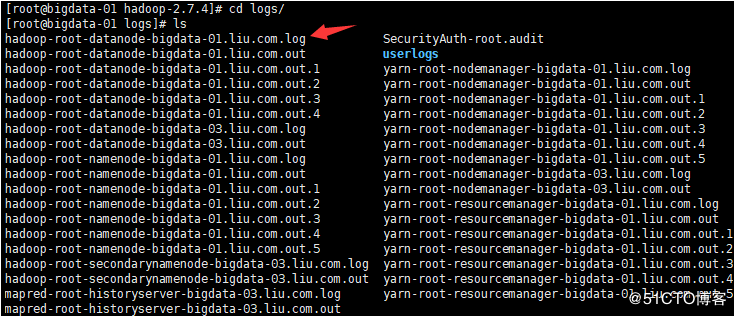 [root@bigdata-01 hadoop-2.7.4]# cd logs/
[root@bigdata-01 logs]# ls
hadoop-root-datanode-bigdata-01.liu.com.log SecurityAuth-root.audit
hadoop-root-datanode-bigdata-01.liu.com.out userlogs
hadoop-root-datanode-bigdata-01.liu.com.out.1 yarn-root-nodemanager-bigdata-01.liu.com.log
hadoop-root-datanode-bigdata-01.liu.com.out.2 yarn-root-nodemanager-bigdata-01.liu.com.out
hadoop-root-datanode-bigdata-01.liu.com.out.3 yarn-root-nodemanager-bigdata-01.liu.com.out.1
hadoop-root-datanode-bigdata-01.liu.com.out.4 yarn-root-nodemanager-bigdata-01.liu.com.out.2
hadoop-root-datanode-bigdata-03.liu.com.log yarn-root-nodemanager-bigdata-01.liu.com.out.3
hadoop-root-datanode-bigdata-03.liu.com.out yarn-root-nodemanager-bigdata-01.liu.com.out.4
hadoop-root-namenode-bigdata-01.liu.com.log yarn-root-nodemanager-bigdata-01.liu.com.out.5
hadoop-root-namenode-bigdata-01.liu.com.out yarn-root-nodemanager-bigdata-03.liu.com.log
hadoop-root-namenode-bigdata-01.liu.com.out.1 yarn-root-nodemanager-bigdata-03.liu.com.out
hadoop-root-namenode-bigdata-01.liu.com.out.2 yarn-root-resourcemanager-bigdata-01.liu.com.log
hadoop-root-namenode-bigdata-01.liu.com.out.3 yarn-root-resourcemanager-bigdata-01.liu.com.out
hadoop-root-namenode-bigdata-01.liu.com.out.4 yarn-root-resourcemanager-bigdata-01.liu.com.out.1
hadoop-root-namenode-bigdata-01.liu.com.out.5 yarn-root-resourcemanager-bigdata-01.liu.com.out.2
hadoop-root-secondarynamenode-bigdata-03.liu.com.log yarn-root-resourcemanager-bigdata-01.liu.com.out.3
hadoop-root-secondarynamenode-bigdata-03.liu.com.out yarn-root-resourcemanager-bigdata-01.liu.com.out.4
mapred-root-historyserver-bigdata-03.liu.com.log yarn-root-resourcemanager-bigdata-01.liu.com.out.5
mapred-root-historyserver-bigdata-03.liu.com.out
@51CTO博客